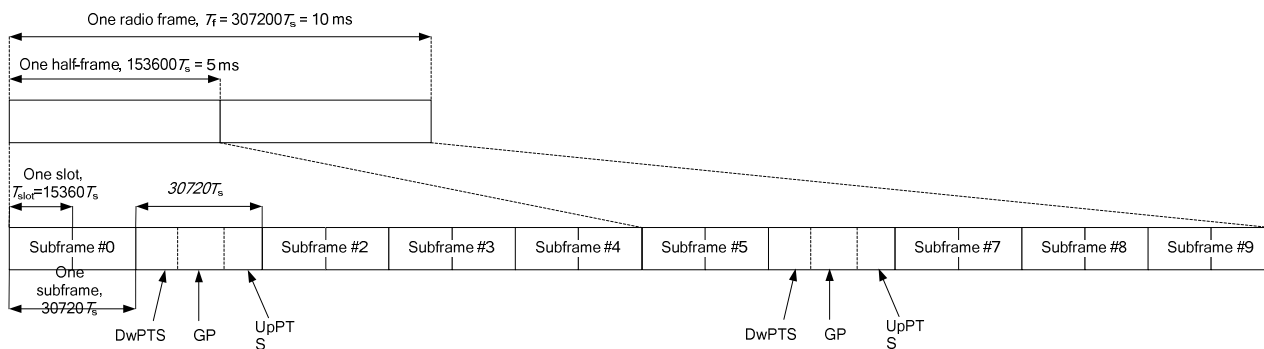 One radio frame, Tf = 307200Ts = 10 ms
One half-frame, 153600Ts = 5 ms
One slot,
Tslot=15360Ts
30720Ts
Subframe #0
Subframe #2
Subframe #3
Subframe #4
Subframe #5
Subframe #7
Subframe #8
Subframe #9
One
subframe,
30720Ts
DwPTS
GP
UpPT
S
DwPTS
GP
UpPT
S